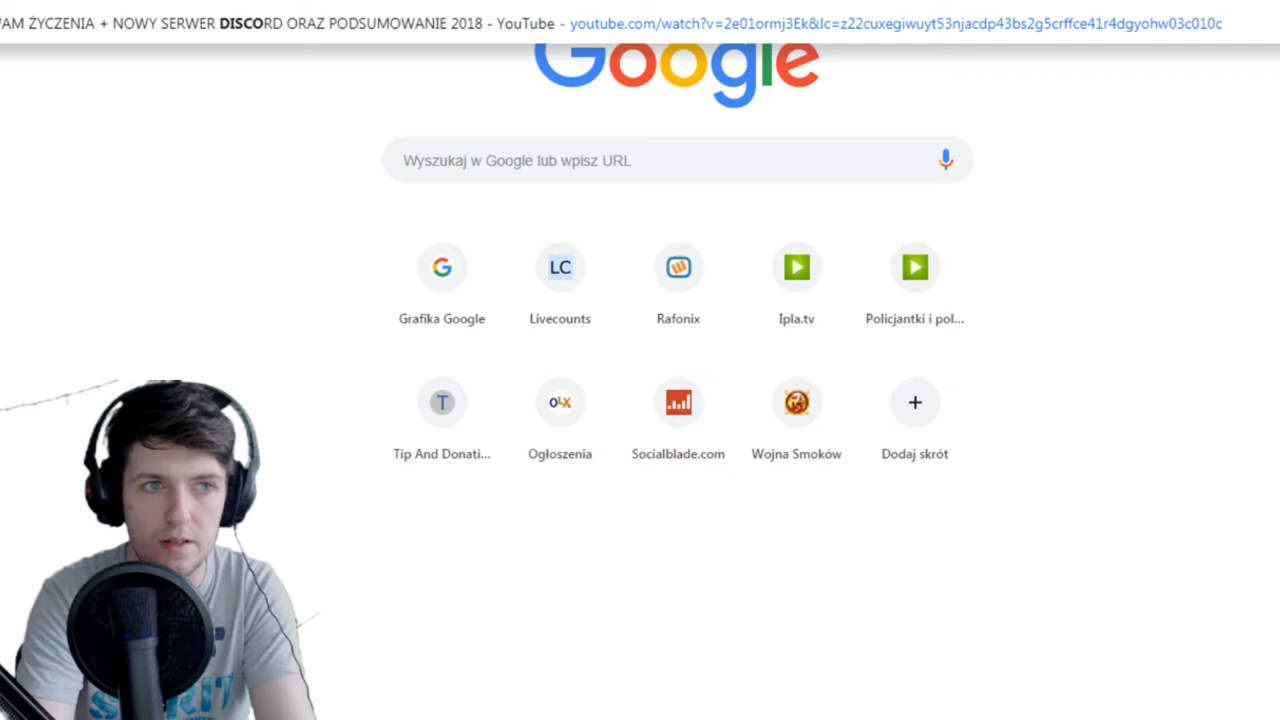 WAM ŻYCZENIA + NOWY SERWER DISCORD ORAZ PODSUMOWANIE 2018 - YouTube - youtube.com/watch?v=2e01ormj3Ek&lc=z22cuxegiwuyt53njacdp43bs2g5crffce41r4dgyohw03c010c
Google
Wyszukaj w Google lub wpisz URL
LC
Grafika Google Livecounts Rafonix Ipla.tv Policjantki i pol...
T OLX
Tip And Donati... Ogłoszenia Socialblade.com Wojna Smoków Dodaj skrót